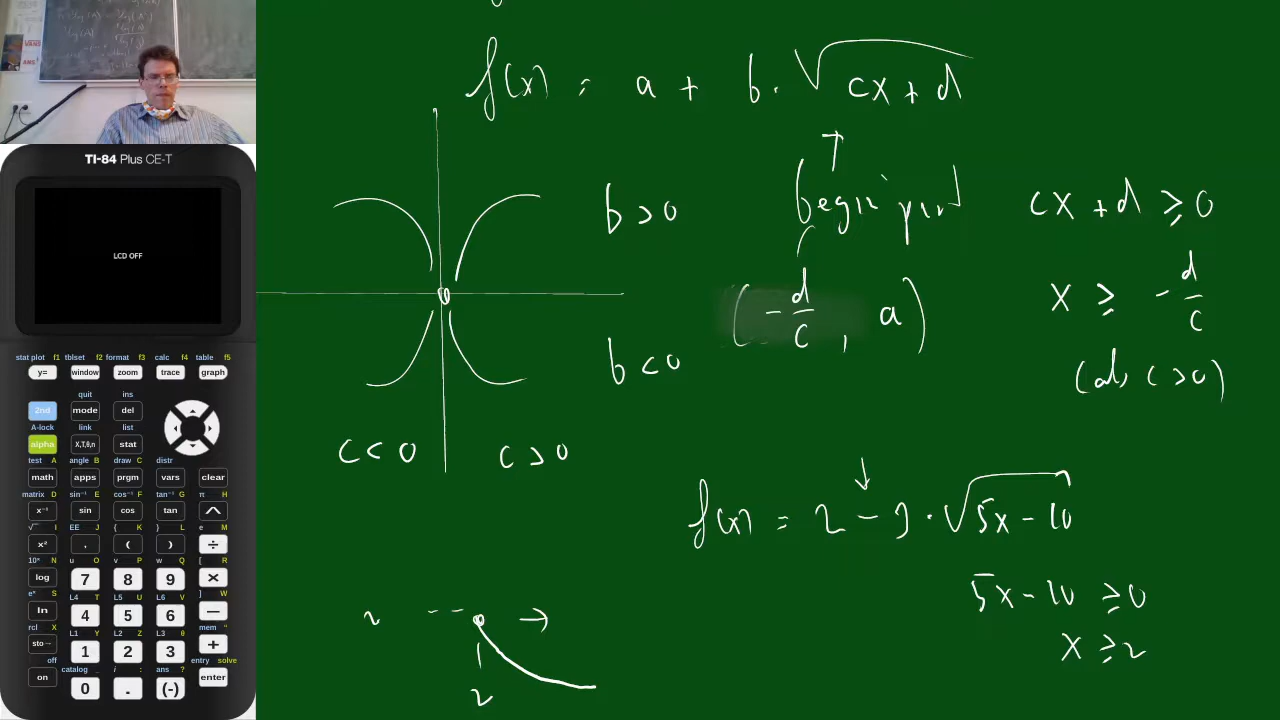 f(x) = a + b · √(cx + d)
b > 0
beginpunt
cx + d ≥ 0
x ≥ -d/c
(als c > 0)
(-d/c, a)
b < 0
c < 0
c > 0
f(x) = 2 - 3 · √(5x - 10)
5x - 10 ≥ 0
x ≥ 2
2
2
TI-84 Plus CE-T
LCD OFF
stat plot f1 tblset f2 format f3 calc f4 table f5
y= window zoom trace graph
quit ins
2nd mode del
A-lock link list
alpha X,T,θ,n stat
test A angle B draw C distr
math apps prgm vars clear
matrix D sin⁻¹ E cos⁻¹ F tan⁻¹ G π H
x⁻¹ sin cos tan ^
√ I EE J { K } L e M
x² , ( ) ÷
10ˣ N u O v P w Q [ R
log 7 8 9 ×
eˣ S L4 T L5 U L6 V ] W
ln 4 5 6 —
rcl X L1 Y L2 Z L3 θ mem "
sto→ 1 2 3 +
off catalog i : ans ? entry solve
on 0 . (-) enter